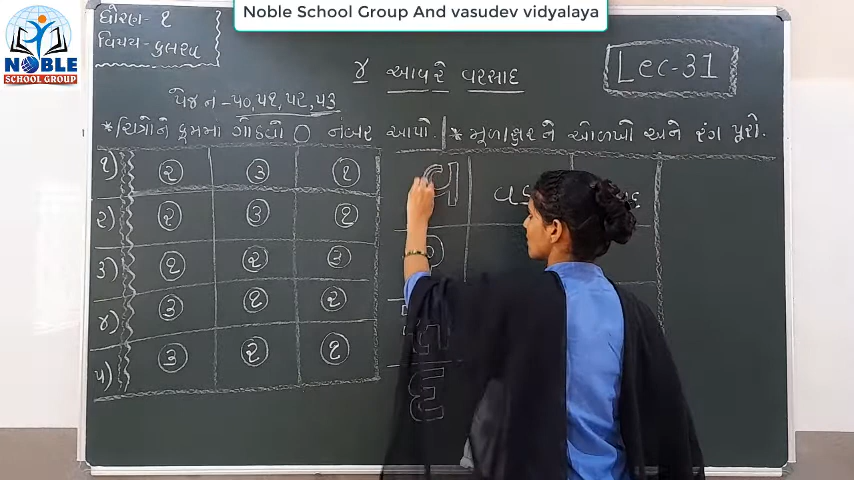 Noble School Group And vasudev vidyalaya
NOBLE
SCHOOL GROUP
ધોરણ - ૧
વિષય - કલરવ
૪ આવરે વરસાદ
Lec-31
પેજ ન - ૫૦,૫૧,૫૨,૫૩
* ચિત્રોને ક્રમમા ગોઠવો ○ નંબર આપો.
* મૂળાક્ષર ને ઓળખો અને રંગ પૂરો.
૧) ૨ ૩ ૧
૨) ૨ ૩ ૧
૩) ૧ ૨ ૩
૪) ૩ ૧ ૨
૫) ૩ ૨ ૧